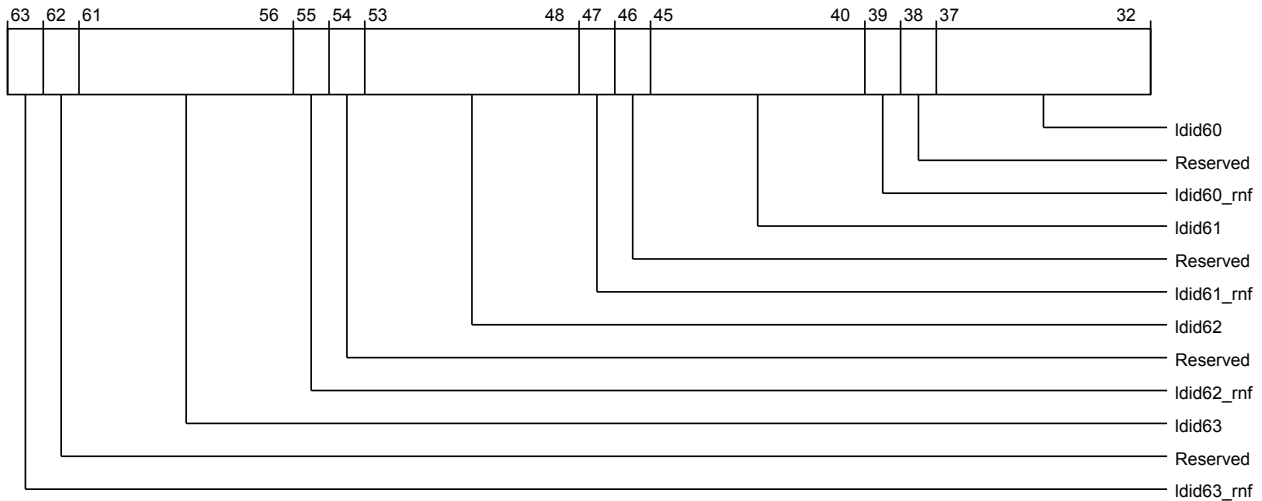 63 62 61 56 55 54 53 48 47 46 45 40 39 38 37 32
ldid60
Reserved
ldid60_rnf
ldid61
Reserved
ldid61_rnf
ldid62
Reserved
ldid62_rnf
ldid63
Reserved
ldid63_rnf